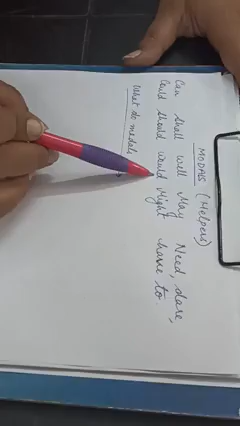 MODALS (Helpers)
Can shall will May Need, dare,
Could should would Might have to
What do modals